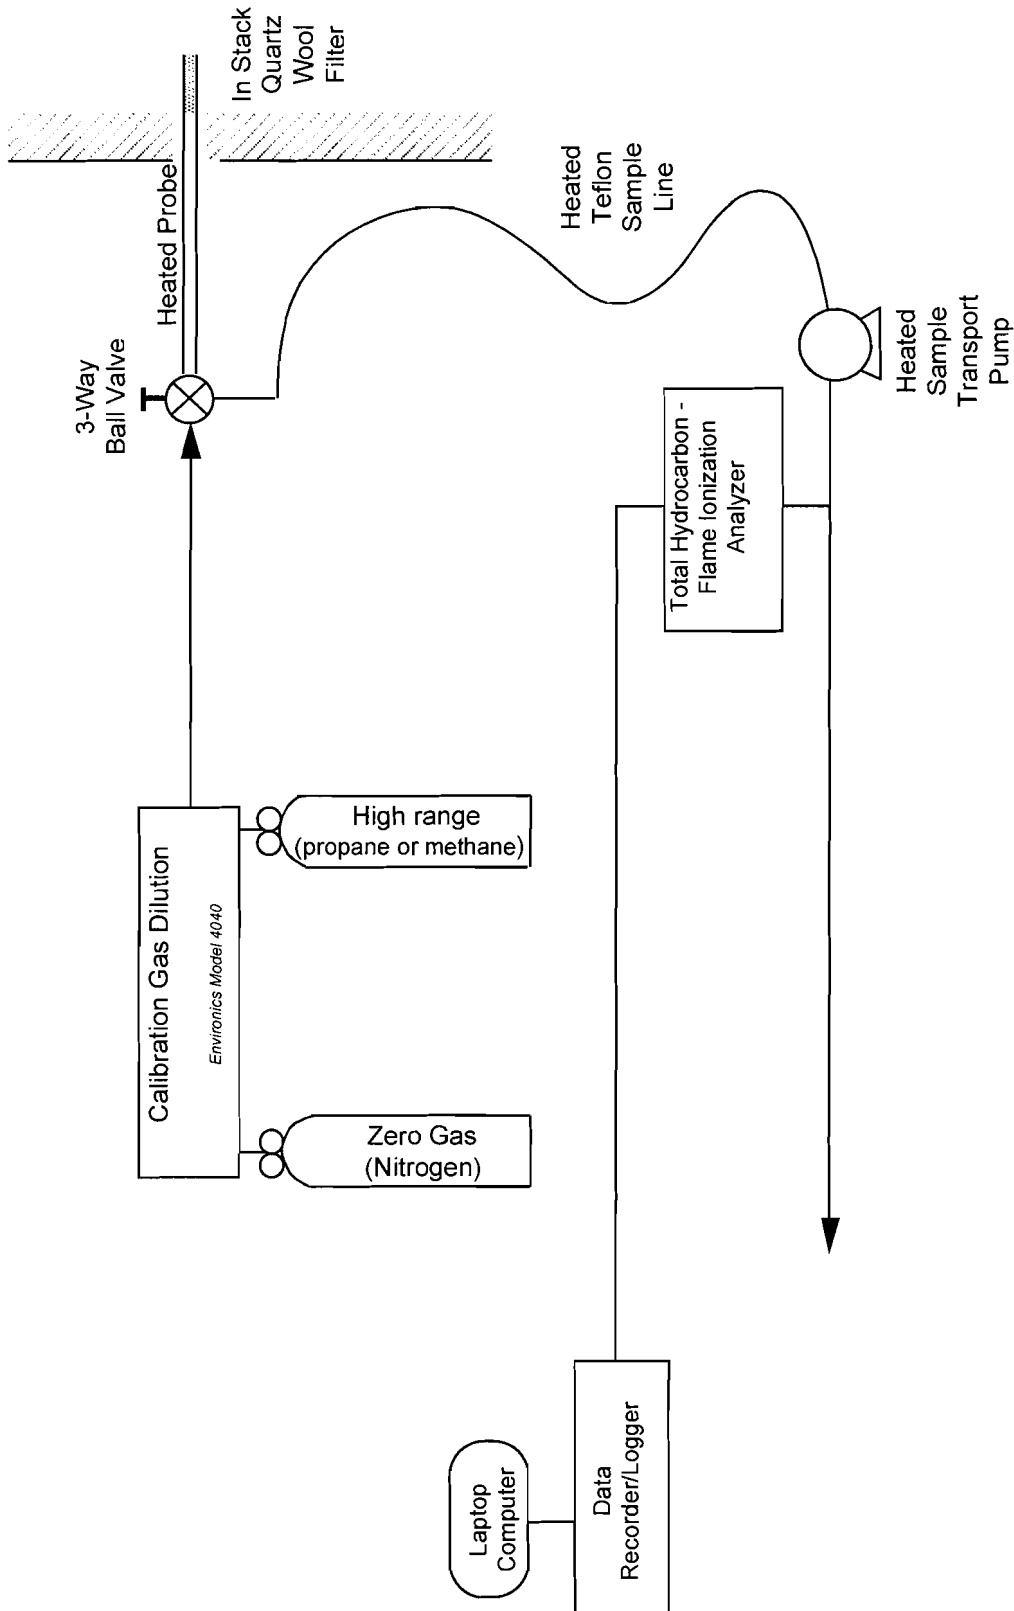 In Stack
Quartz
Wool
Filter
Heated Probe
3-Way
Ball Valve
Heated
Teflon
Sample
Line
Heated
Sample
Transport
Pump
Total Hydrocarbon -
Flame Ionization
Analyzer
Calibration Gas Dilution
Environics Model 4040
High range
(propane or methane)
Zero Gas
(Nitrogen)
Laptop
Computer
Data
Recorder/Logger